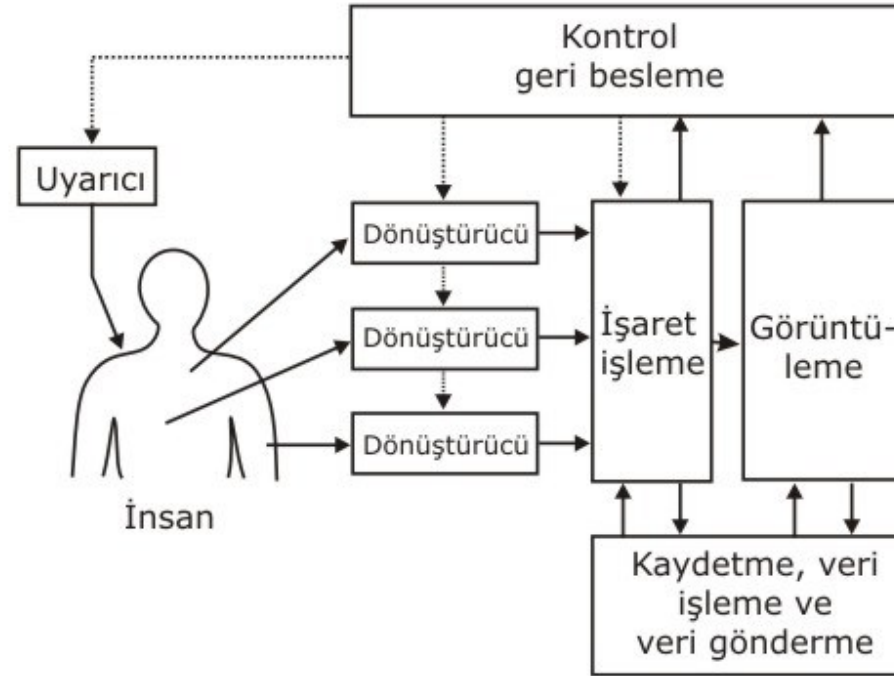 Kontrol
geri besleme
Uyarıcı
Dönüştürücü
Dönüştürücü
Dönüştürücü
İşaret
işleme
Görüntü-
leme
İnsan
Kaydetme, veri
işleme ve
veri gönderme